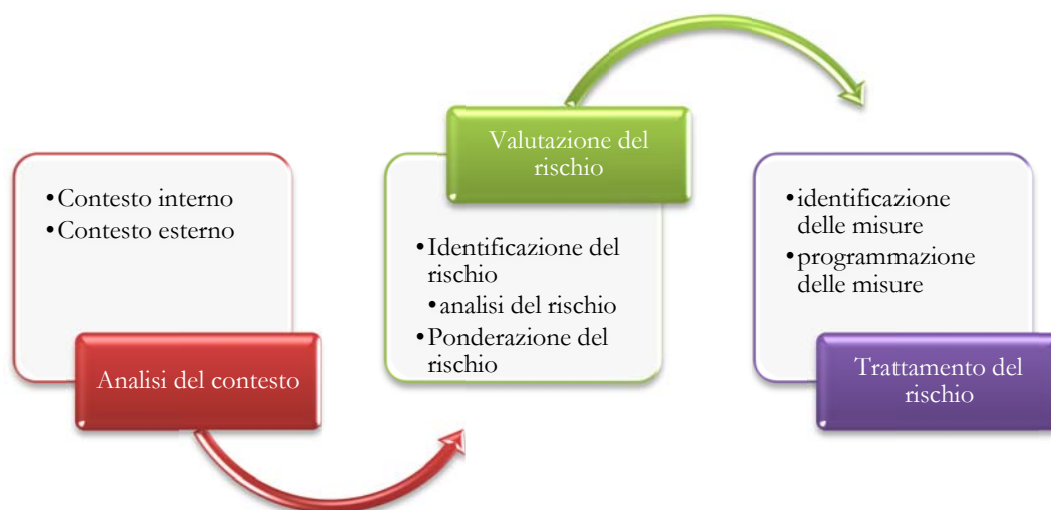 •Contesto interno
•Contesto esterno
Analisi del contesto
Valutazione del
rischio
•Identificazione del
rischio
•analisi del rischio
•Ponderazione del
rischio
•identificazione
delle misure
•programmazione
delle misure
Trattamento del
rischio